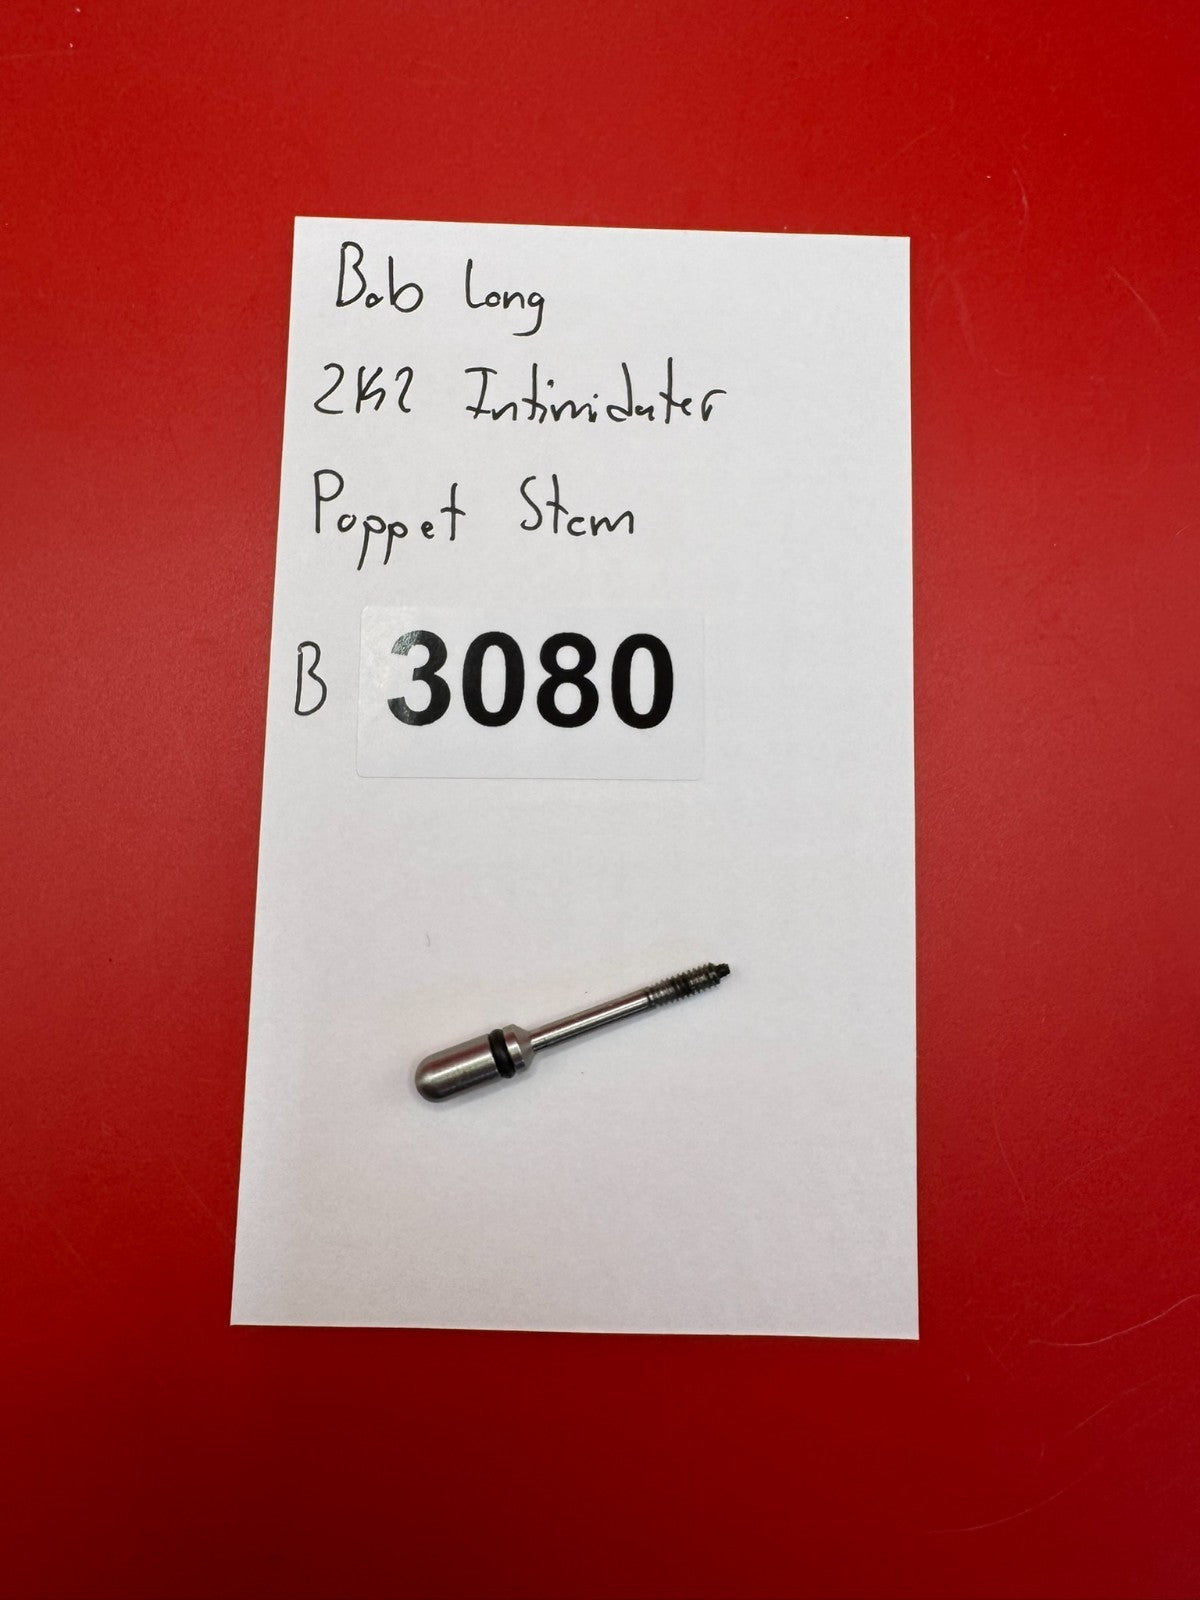 Bob Long
2K2 Intimidater
Poppet Stem
B 3080